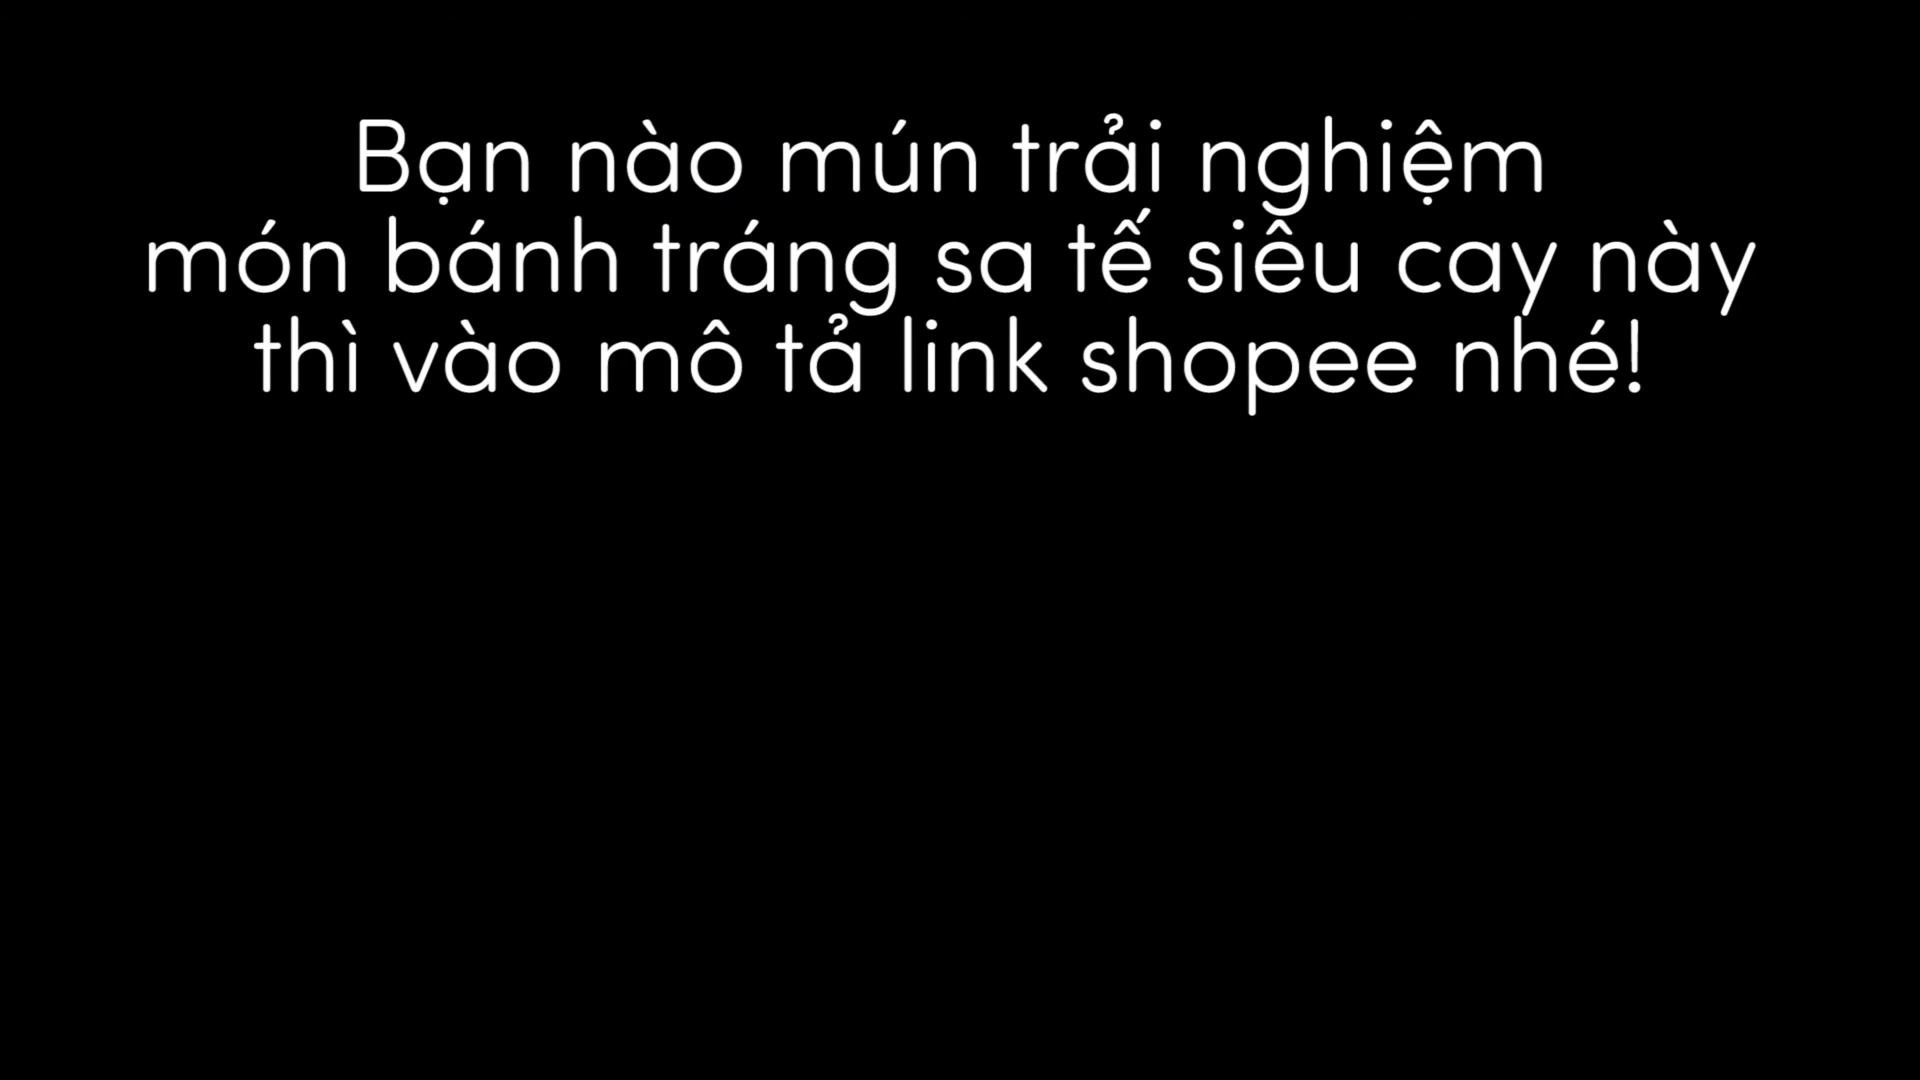 Bạn nào mún trải nghiệm
món bánh tráng sa tế siêu cay này
thì vào mô tả link shopee nhé!